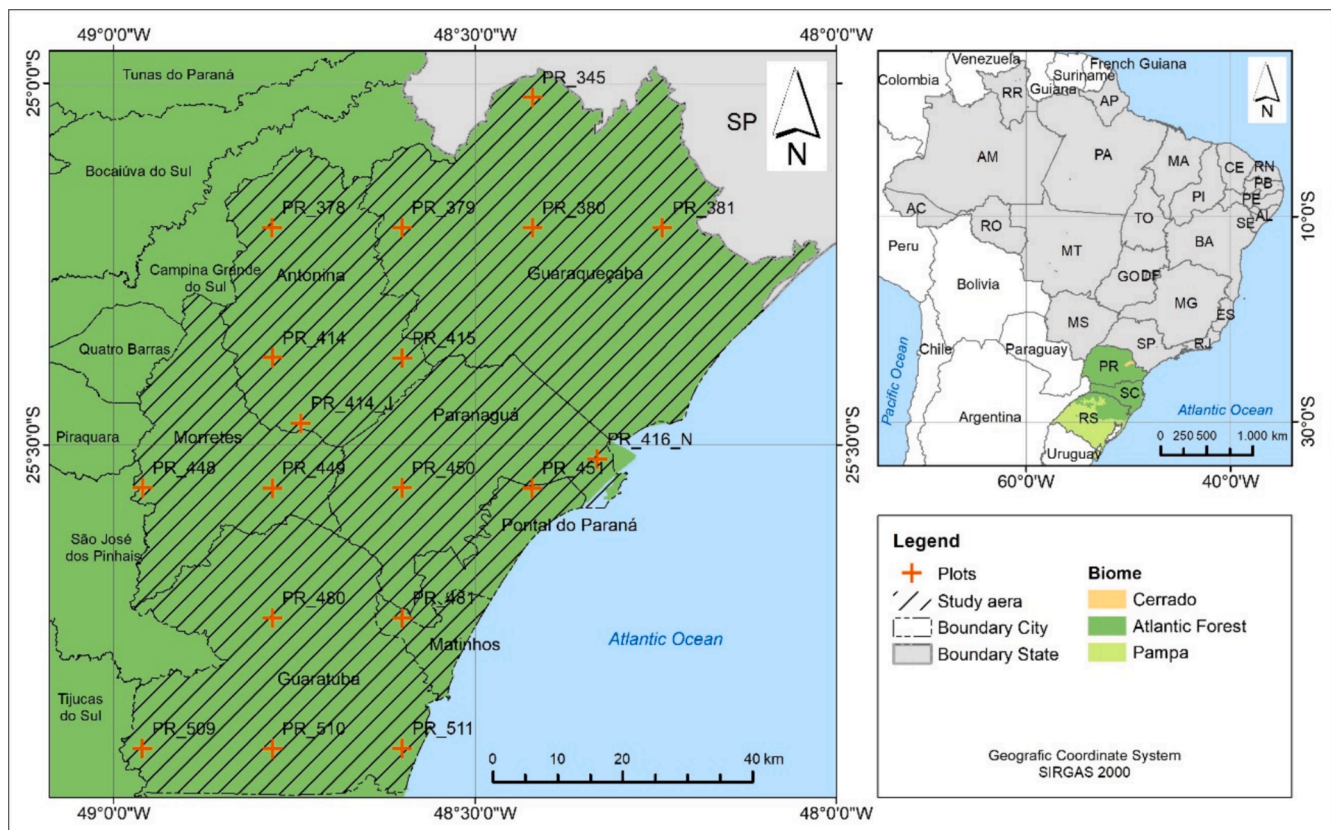 49°0'0"W
48°30'0"W
48°0'0"W
25°0'0"S
25°0'0"S
Tunas do Paraná
PR_345
SP
N
Bocaiúva do Sul
PR_378
PR_379
PR_380
PR_381
Campina Grande
do Sul
Antonina
Guaraqueçaba
Quatro Barras
PR_414
PR_415
PR_414_J
Paranaguá
Piraquara
Morretes
PR_416_N
25°30'0"S
25°30'0"S
PR_448
PR_449
PR_450
PR_451
Pontal do Paraná
São José
dos Pinhais
PR_480
PR_481
Matinhos
Atlantic Ocean
Guaratuba
Tijucas
do Sul
PR_509
PR_510
PR_511
0 10 20 40 km
49°0'0"W
48°30'0"W
48°0'0"W
Venezuela
French Guiana
Colombia
Suriname
Guiana
N
RR
AP
AM
PA
MA
CE
RN
PB
PI
PE
AC
AL
TO
SE
10°0'0"S
RO
BA
Peru
MT
GO
DF
Bolivia
MG
ES
MS
SP
RJ
Pacific Ocean
Chile
Paraguay
PR
SC
Argentina
RS
Atlantic Ocean
30°0'0"S
0 250 500 1.000 km
Uruguay
60°0'0"W
40°0'0"W
Legend
Plots
Study aera
Boundary City
Boundary State
Biome
Cerrado
Atlantic Forest
Pampa
Geografic Coordinate System
SIRGAS 2000